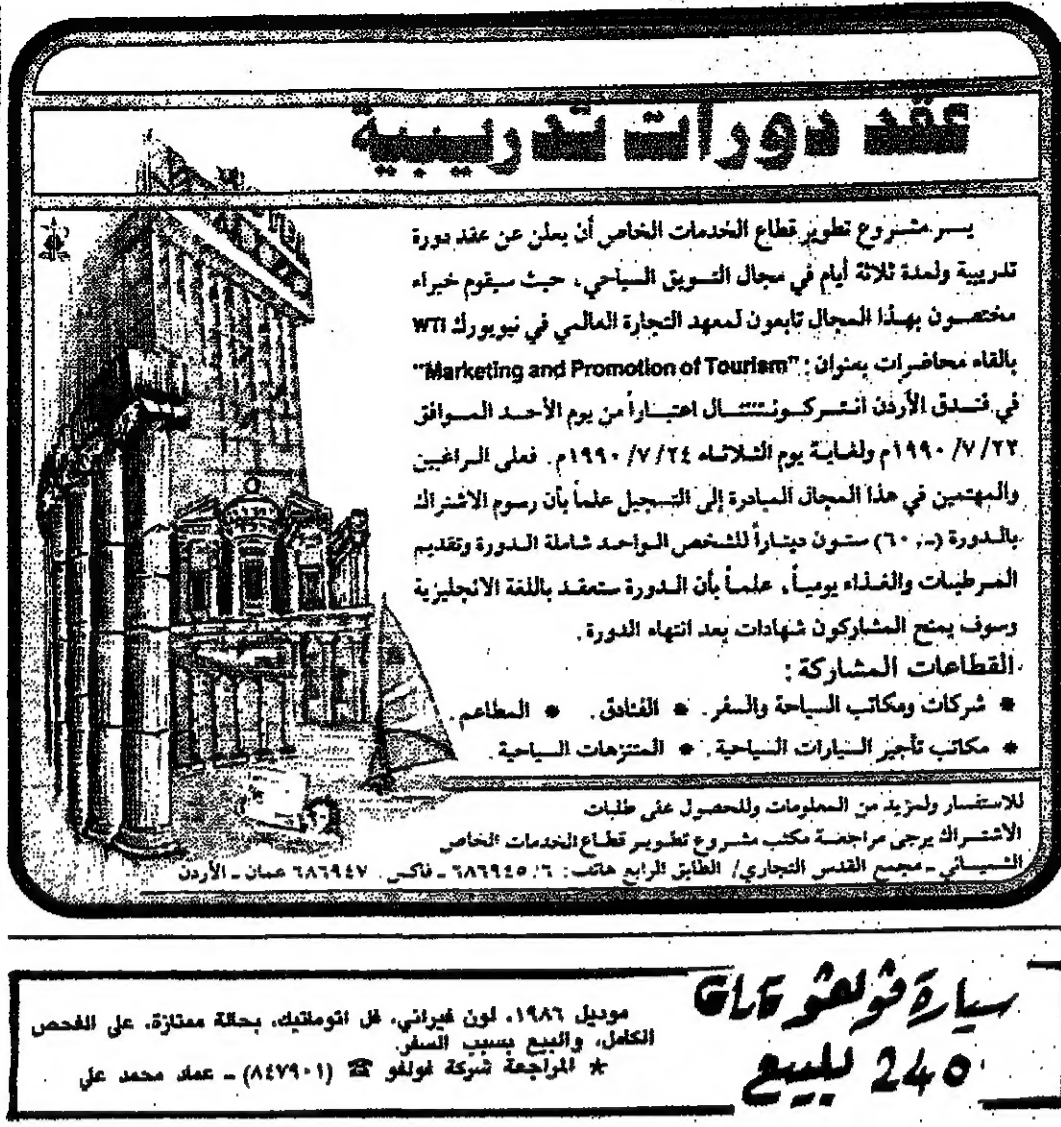 عقد دورات تدريبية
يسر مشروع تطوير قطاع الخدمات الخاص أن يعلن عن عقد دورة
تدريبية ولمدة ثلاثة أيام في مجال التسويق السياحي، حيث سيقوم خبراء
مختصون بهذا المجال تابعون لمعهد التجارة العالمي في نيويورك WTI
بالقاء محاضرات بعنوان: "Marketing and Promotion of Tourism"
في فندق الأردن انتركونتننتال اعتباراً من يوم الأحد الموافق
٢٢/٧/١٩٩٠م ولغاية يوم الثلاثاء ٢٤/٧/١٩٩٠م. فعلى الراغبين
والمهتمين في هذا المجال المبادرة إلى التسجيل علماً بأن رسوم الاشتراك
بالدورة (-,٦٠) ستون ديناراً للشخص الواحد شاملة الدورة وتقديم
المرطبات والغذاء يومياً، علماً بأن الدورة ستعقد باللغة الانجليزية
وسوف يمنح المشاركون شهادات بعد انتهاء الدورة.
القطاعات المشاركة:
* شركات ومكاتب السياحة والسفر. * الفنادق. * المطاعم.
* مكاتب تأجير السيارات السياحية. * المتنزهات السياحية.
للاستفسار ولمزيد من المعلومات وللحصول على طلبات
الاشتراك يرجى مراجعة مكتب مشروع تطوير قطاع الخدمات الخاص
الشميساني - مجمع القدس التجاري/ الطابق الرابع هاتف: ٦٨٦٩٤٥/٦ - فاكس. ٦٨٦٩٤٧ عمان - الأردن
سيارة فولفو
240 للبيع
موديل ١٩٨٦، لون فيراني، فل اتوماتيك، بحالة ممتازة، على الفحص
الكامل، والبيع بسبب السفر.
* المراجعة شركة فولفو ☎ (٨٤٧٩٠١) - عماد محمد علي